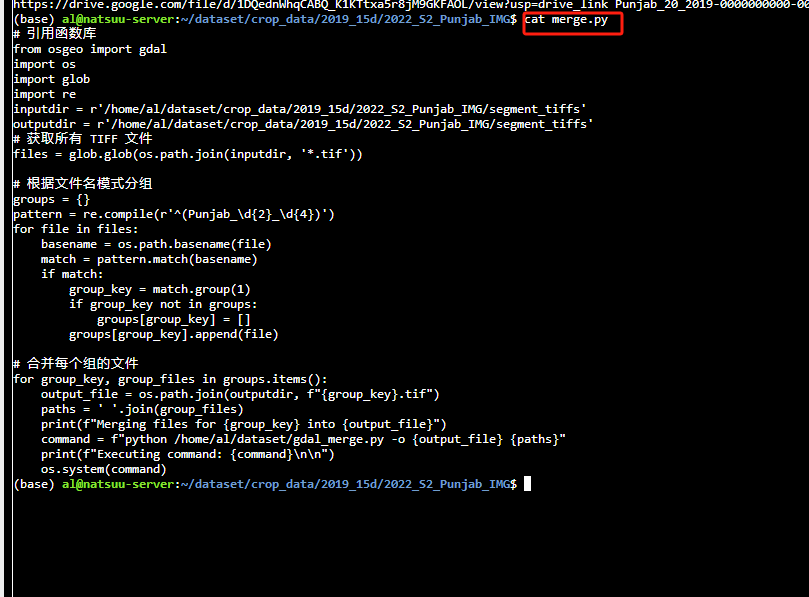 https://drive.google.com/file/d/1DQednWhqCABQ_K1KTtxa5r8jM9GKFAOL/view?usp=drive_link Punjab_20_2019-0000000000-00
(base) al@natsuu-server:~/dataset/crop_data/2019_15d/2022_S2_Punjab_IMG$ cat merge.py
# 引用函数库
from osgeo import gdal
import os
import glob
import re
inputdir = r'/home/al/dataset/crop_data/2019_15d/2022_S2_Punjab_IMG/segment_tiffs'
outputdir = r'/home/al/dataset/crop_data/2019_15d/2022_S2_Punjab_IMG/segment_tiffs'
# 获取所有 TIFF 文件
files = glob.glob(os.path.join(inputdir, '*.tif'))

# 根据文件名模式分组
groups = {}
pattern = re.compile(r'^(Punjab_\d{2}_\d{4})')
for file in files:
    basename = os.path.basename(file)
    match = pattern.match(basename)
    if match:
        group_key = match.group(1)
        if group_key not in groups:
            groups[group_key] = []
        groups[group_key].append(file)

# 合并每个组的文件
for group_key, group_files in groups.items():
    output_file = os.path.join(outputdir, f"{group_key}.tif")
    paths = ' '.join(group_files)
    print(f"Merging files for {group_key} into {output_file}")
    command = f"python /home/al/dataset/gdal_merge.py -o {output_file} {paths}"
    print(f"Executing command: {command}\n\n")
    os.system(command)
(base) al@natsuu-server:~/dataset/crop_data/2019_15d/2022_S2_Punjab_IMG$